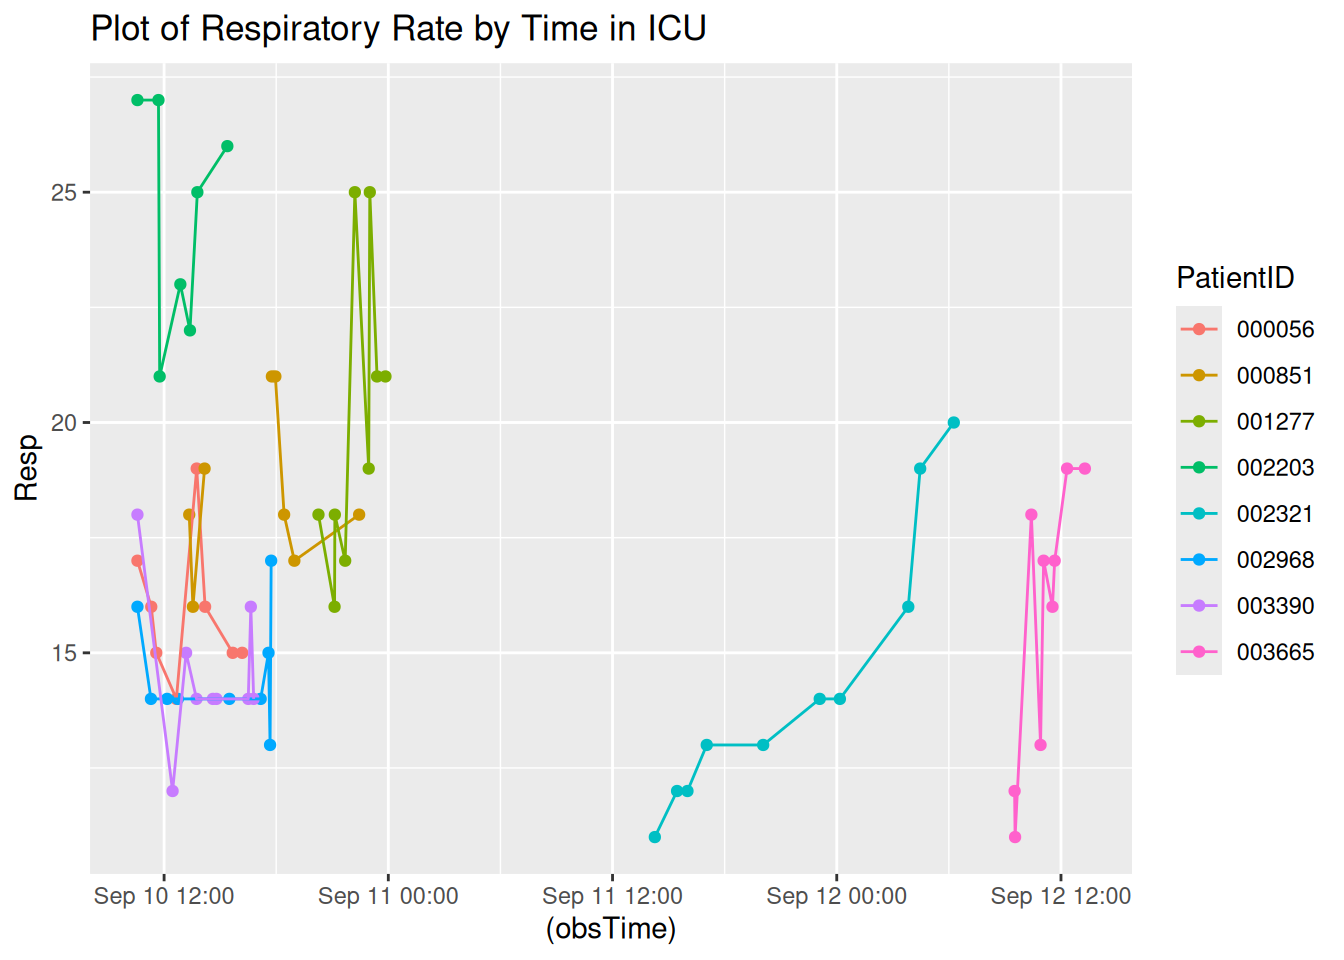 Plot of Respiratory Rate by Time in ICU
25
20
15
Resp
Sep 10 12:00
Sep 11 00:00
Sep 11 12:00
Sep 12 00:00
Sep 12 12:00
(obsTime)
PatientID
000056
000851
001277
002203
002321
002968
003390
003665